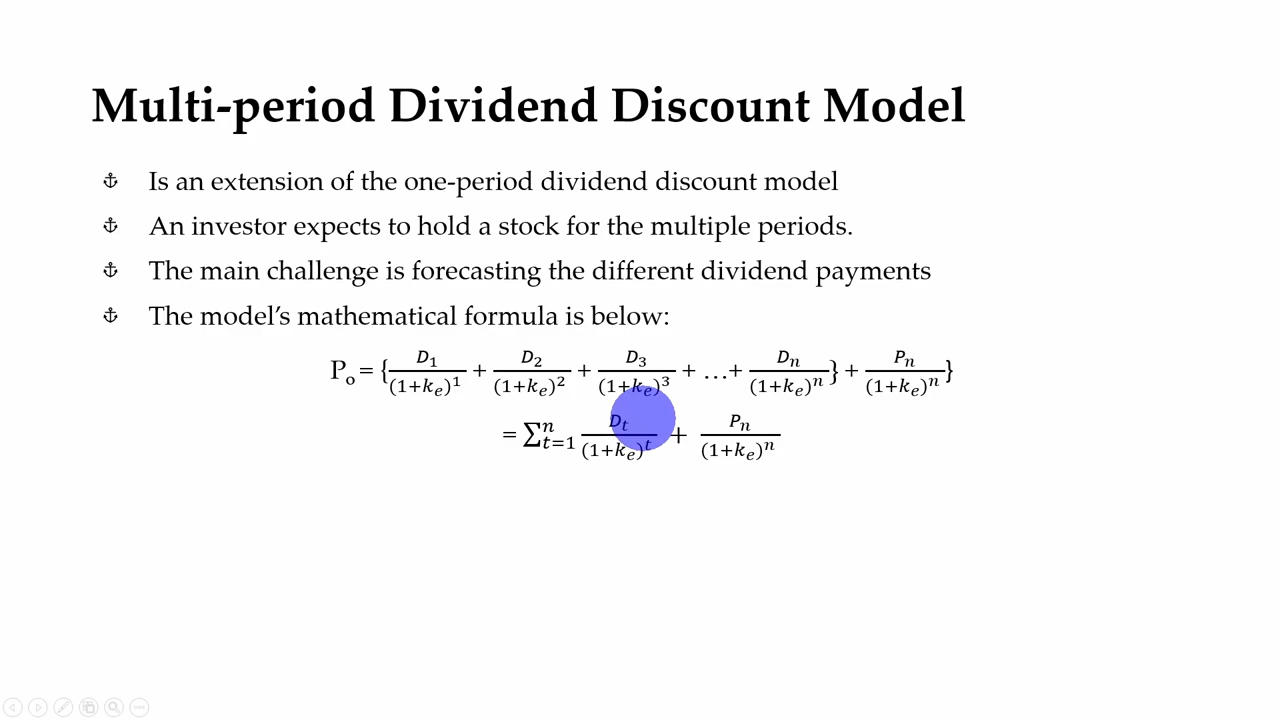 Multi-period Dividend Discount Model
Is an extension of the one-period dividend discount model
An investor expects to hold a stock for the multiple periods.
The main challenge is forecasting the different dividend payments
The model’s mathematical formula is below:
P₀ = {D₁/(1+kₑ)¹ + D₂/(1+kₑ)² + D₃/(1+kₑ)³ + …+ Dₙ/(1+kₑ)ⁿ} + Pₙ/(1+kₑ)ⁿ}
= ∑ⁿₜ₌₁ Dₜ/(1+kₑ)ᵗ + Pₙ/(1+kₑ)ⁿ